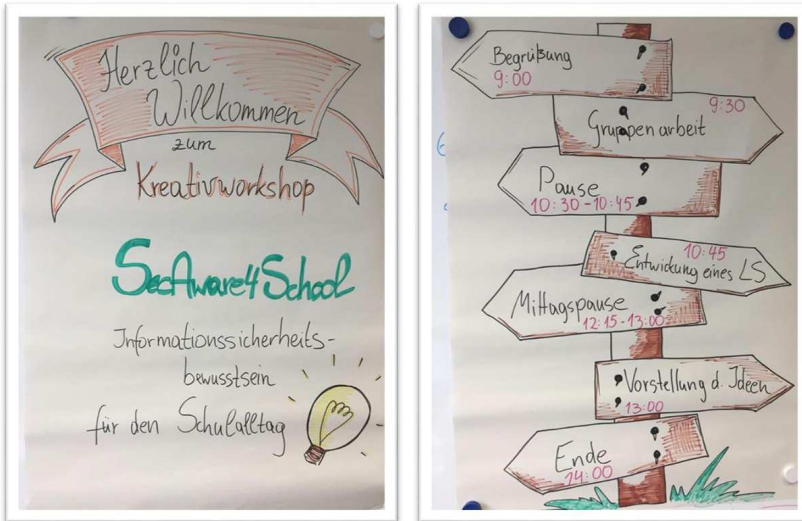 Herzlich
Willkommen
zum
Kreativworkshop
SecAware4School
Informationssicherheits-
bewusstsein
für den Schulalltag
Begrüßung
9:00
9:30
Gruppenarbeit
Pause
10:30-10:45
10:45
Entwicklung eines LS
Mittagspause
12:15-13:00
Vorstellung d. Ideen
13:00
Ende
14:00